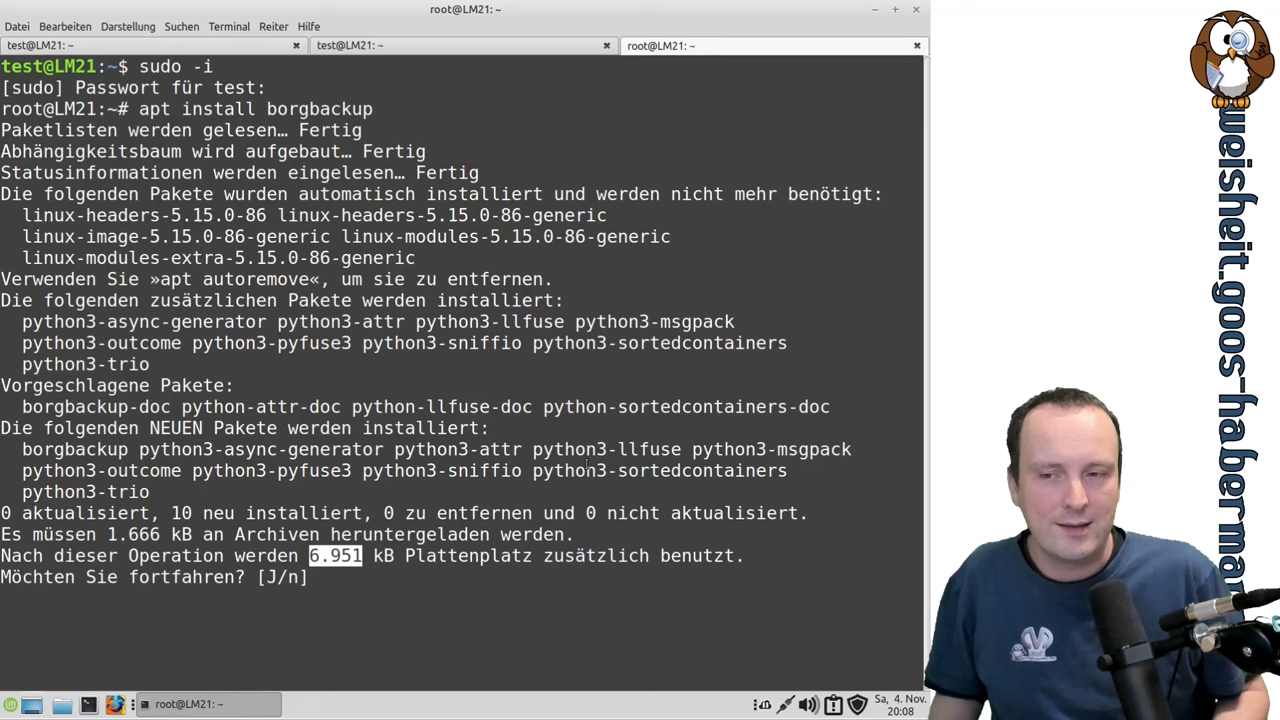 root@LM21: ~
Datei Bearbeiten Darstellung Suchen Terminal Reiter Hilfe
test@LM21: ~ test@LM21: ~ root@LM21: ~
test@LM21:~$ sudo -i
[sudo] Passwort für test:
root@LM21:~# apt install borgbackup
Paketlisten werden gelesen… Fertig
Abhängigkeitsbaum wird aufgebaut… Fertig
Statusinformationen werden eingelesen… Fertig
Die folgenden Pakete wurden automatisch installiert und werden nicht mehr benötigt:
linux-headers-5.15.0-86 linux-headers-5.15.0-86-generic
linux-image-5.15.0-86-generic linux-modules-5.15.0-86-generic
linux-modules-extra-5.15.0-86-generic
Verwenden Sie »apt autoremove«, um sie zu entfernen.
Die folgenden zusätzlichen Pakete werden installiert:
python3-async-generator python3-attr python3-llfuse python3-msgpack
python3-outcome python3-pyfuse3 python3-sniffio python3-sortedcontainers
python3-trio
Vorgeschlagene Pakete:
borgbackup-doc python-attr-doc python-llfuse-doc python-sortedcontainers-doc
Die folgenden NEUEN Pakete werden installiert:
borgbackup python3-async-generator python3-attr python3-llfuse python3-msgpack
python3-outcome python3-pyfuse3 python3-sniffio python3-sortedcontainers
python3-trio
0 aktualisiert, 10 neu installiert, 0 zu entfernen und 0 nicht aktualisiert.
Es müssen 1.666 kB an Archiven heruntergeladen werden.
Nach dieser Operation werden 6.951 kB Plattenplatz zusätzlich benutzt.
Möchten Sie fortfahren? [J/n]
root@LM21: ~
Sa, 4. Nov.
20:08